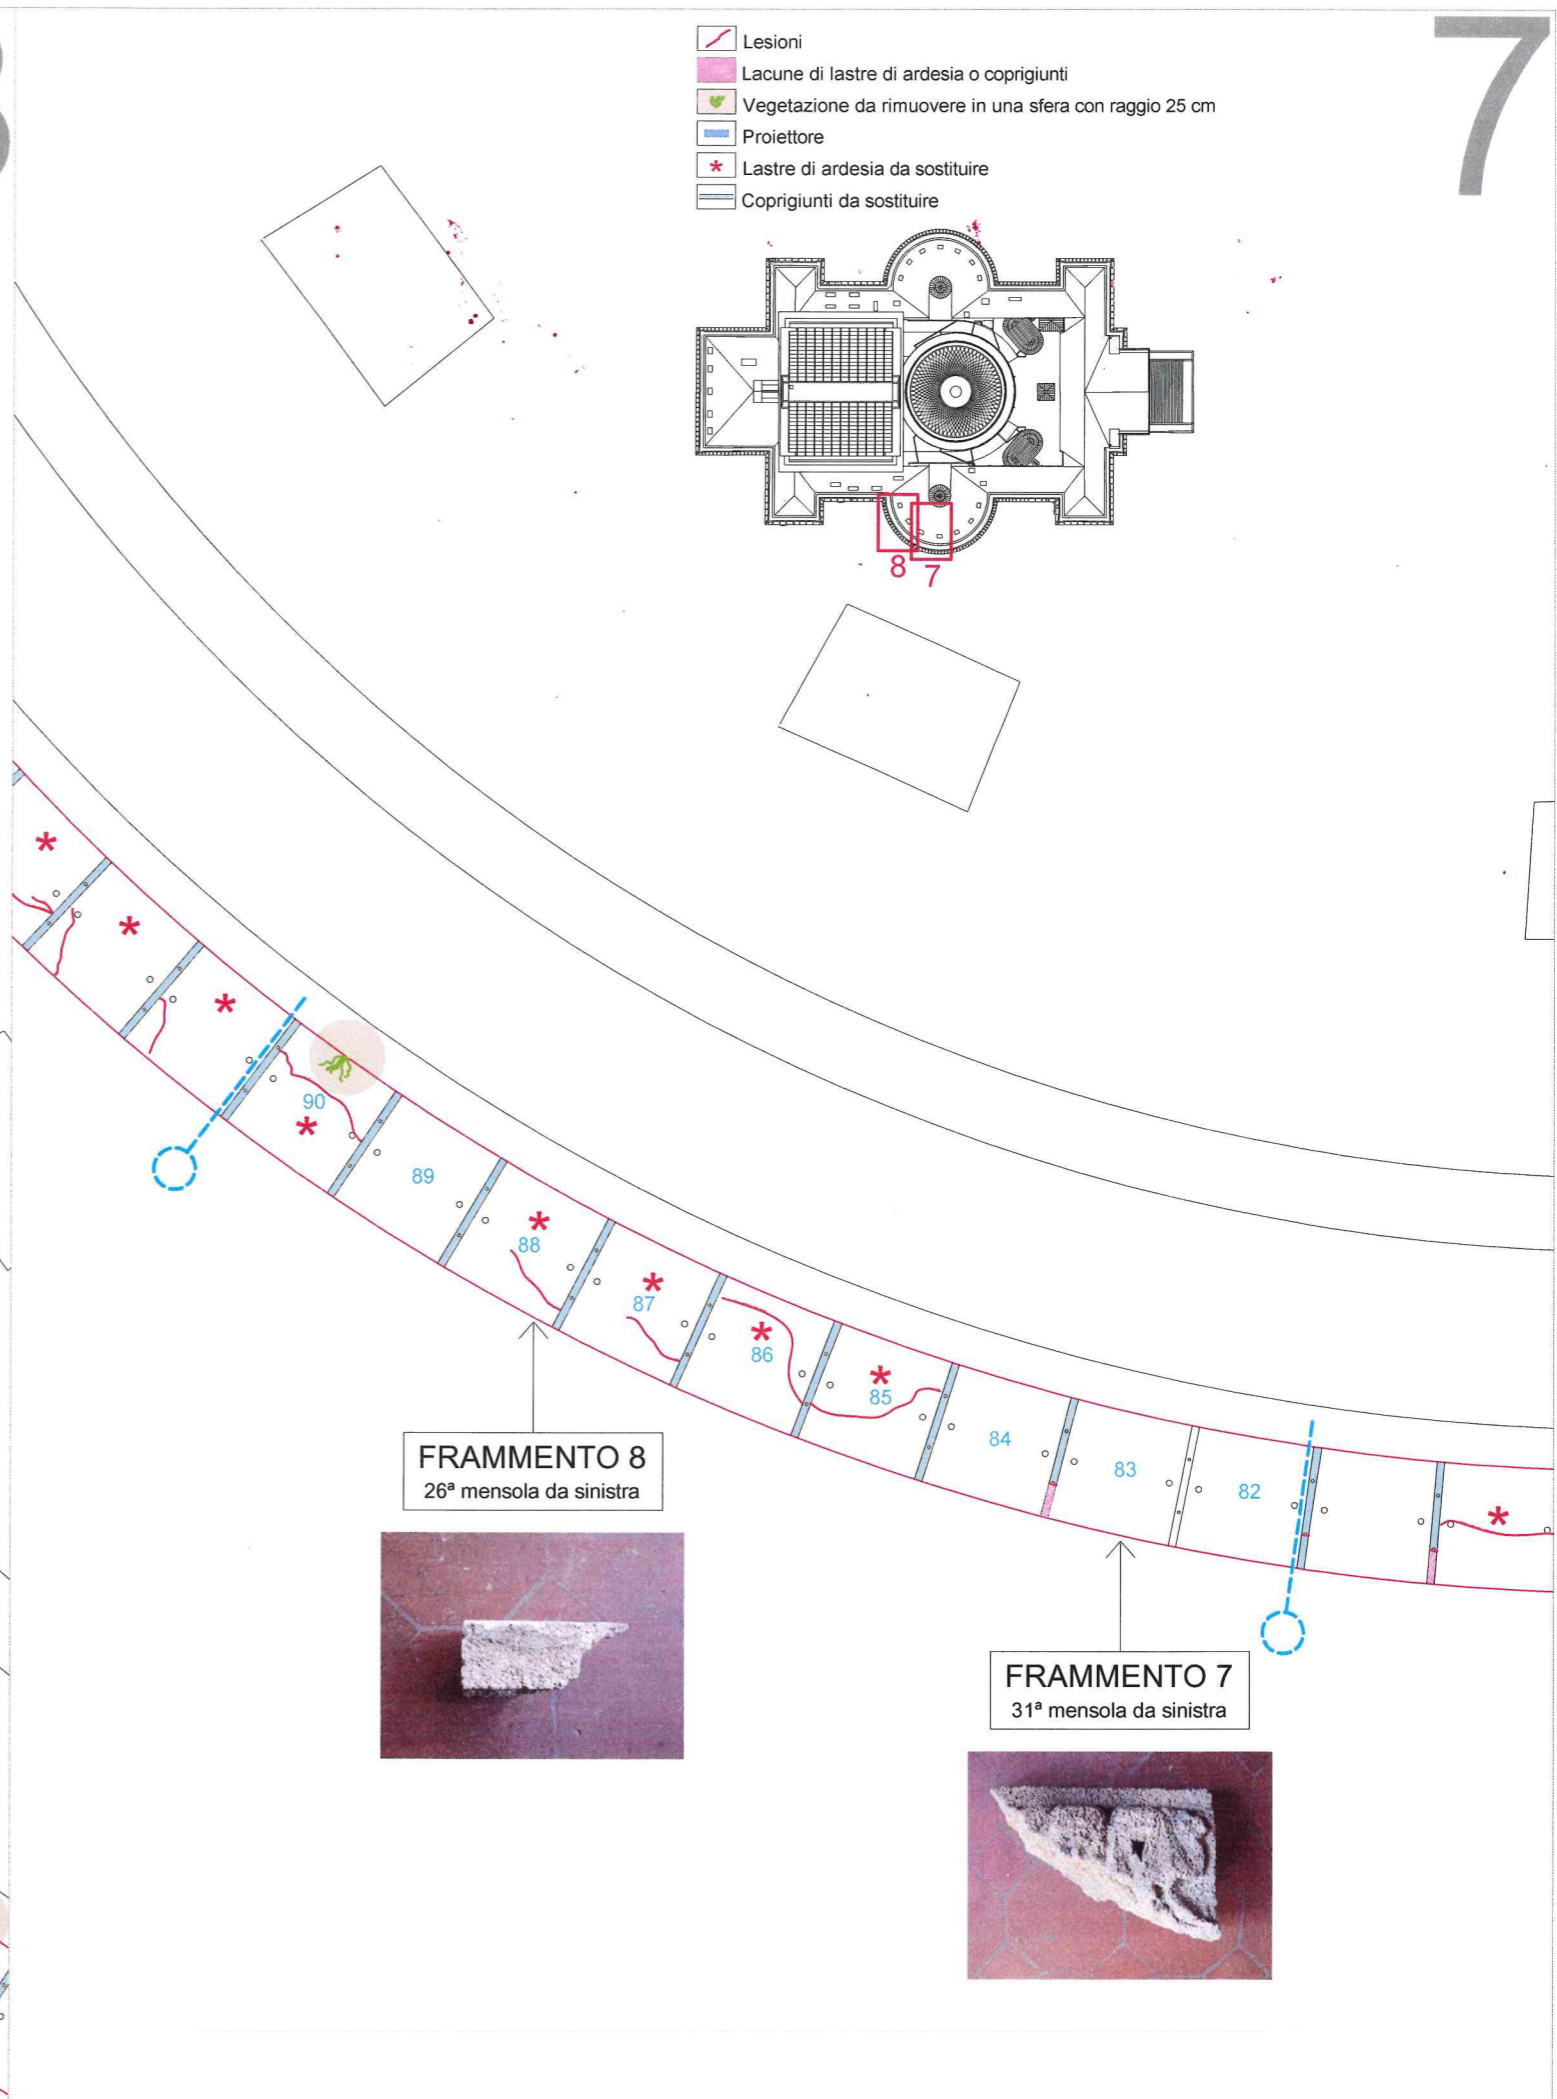 7
Lesioni
Lacune di lastre di ardesia o coprigiunti
Vegetazione da rimuovere in una sfera con raggio 25 cm
Proiettore
* Lastre di ardesia da sostituire
Coprigiunti da sostituire
8
7
*
*
*
90
*
89
*
88
*
87
*
86
*
85
84
83
82
*
FRAMMENTO 8
26ª mensola da sinistra
FRAMMENTO 7
31ª mensola da sinistra